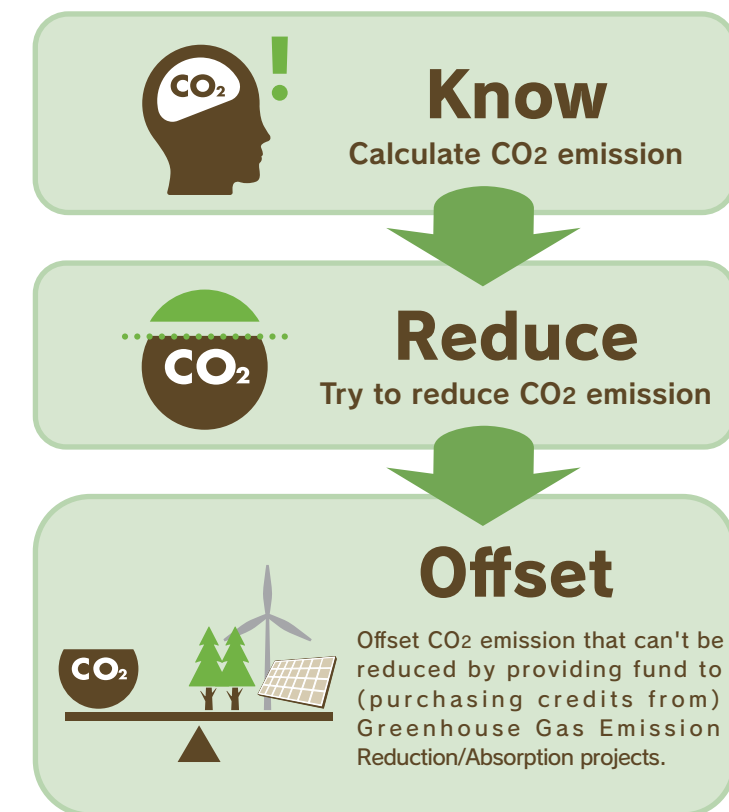 CO₂ !
Know
Calculate CO2 emission
CO₂
Reduce
Try to reduce CO2 emission
Offset
CO₂
Offset CO2 emission that can't be
reduced by providing fund to
(purchasing credits from)
Greenhouse Gas Emission
Reduction/Absorption projects.